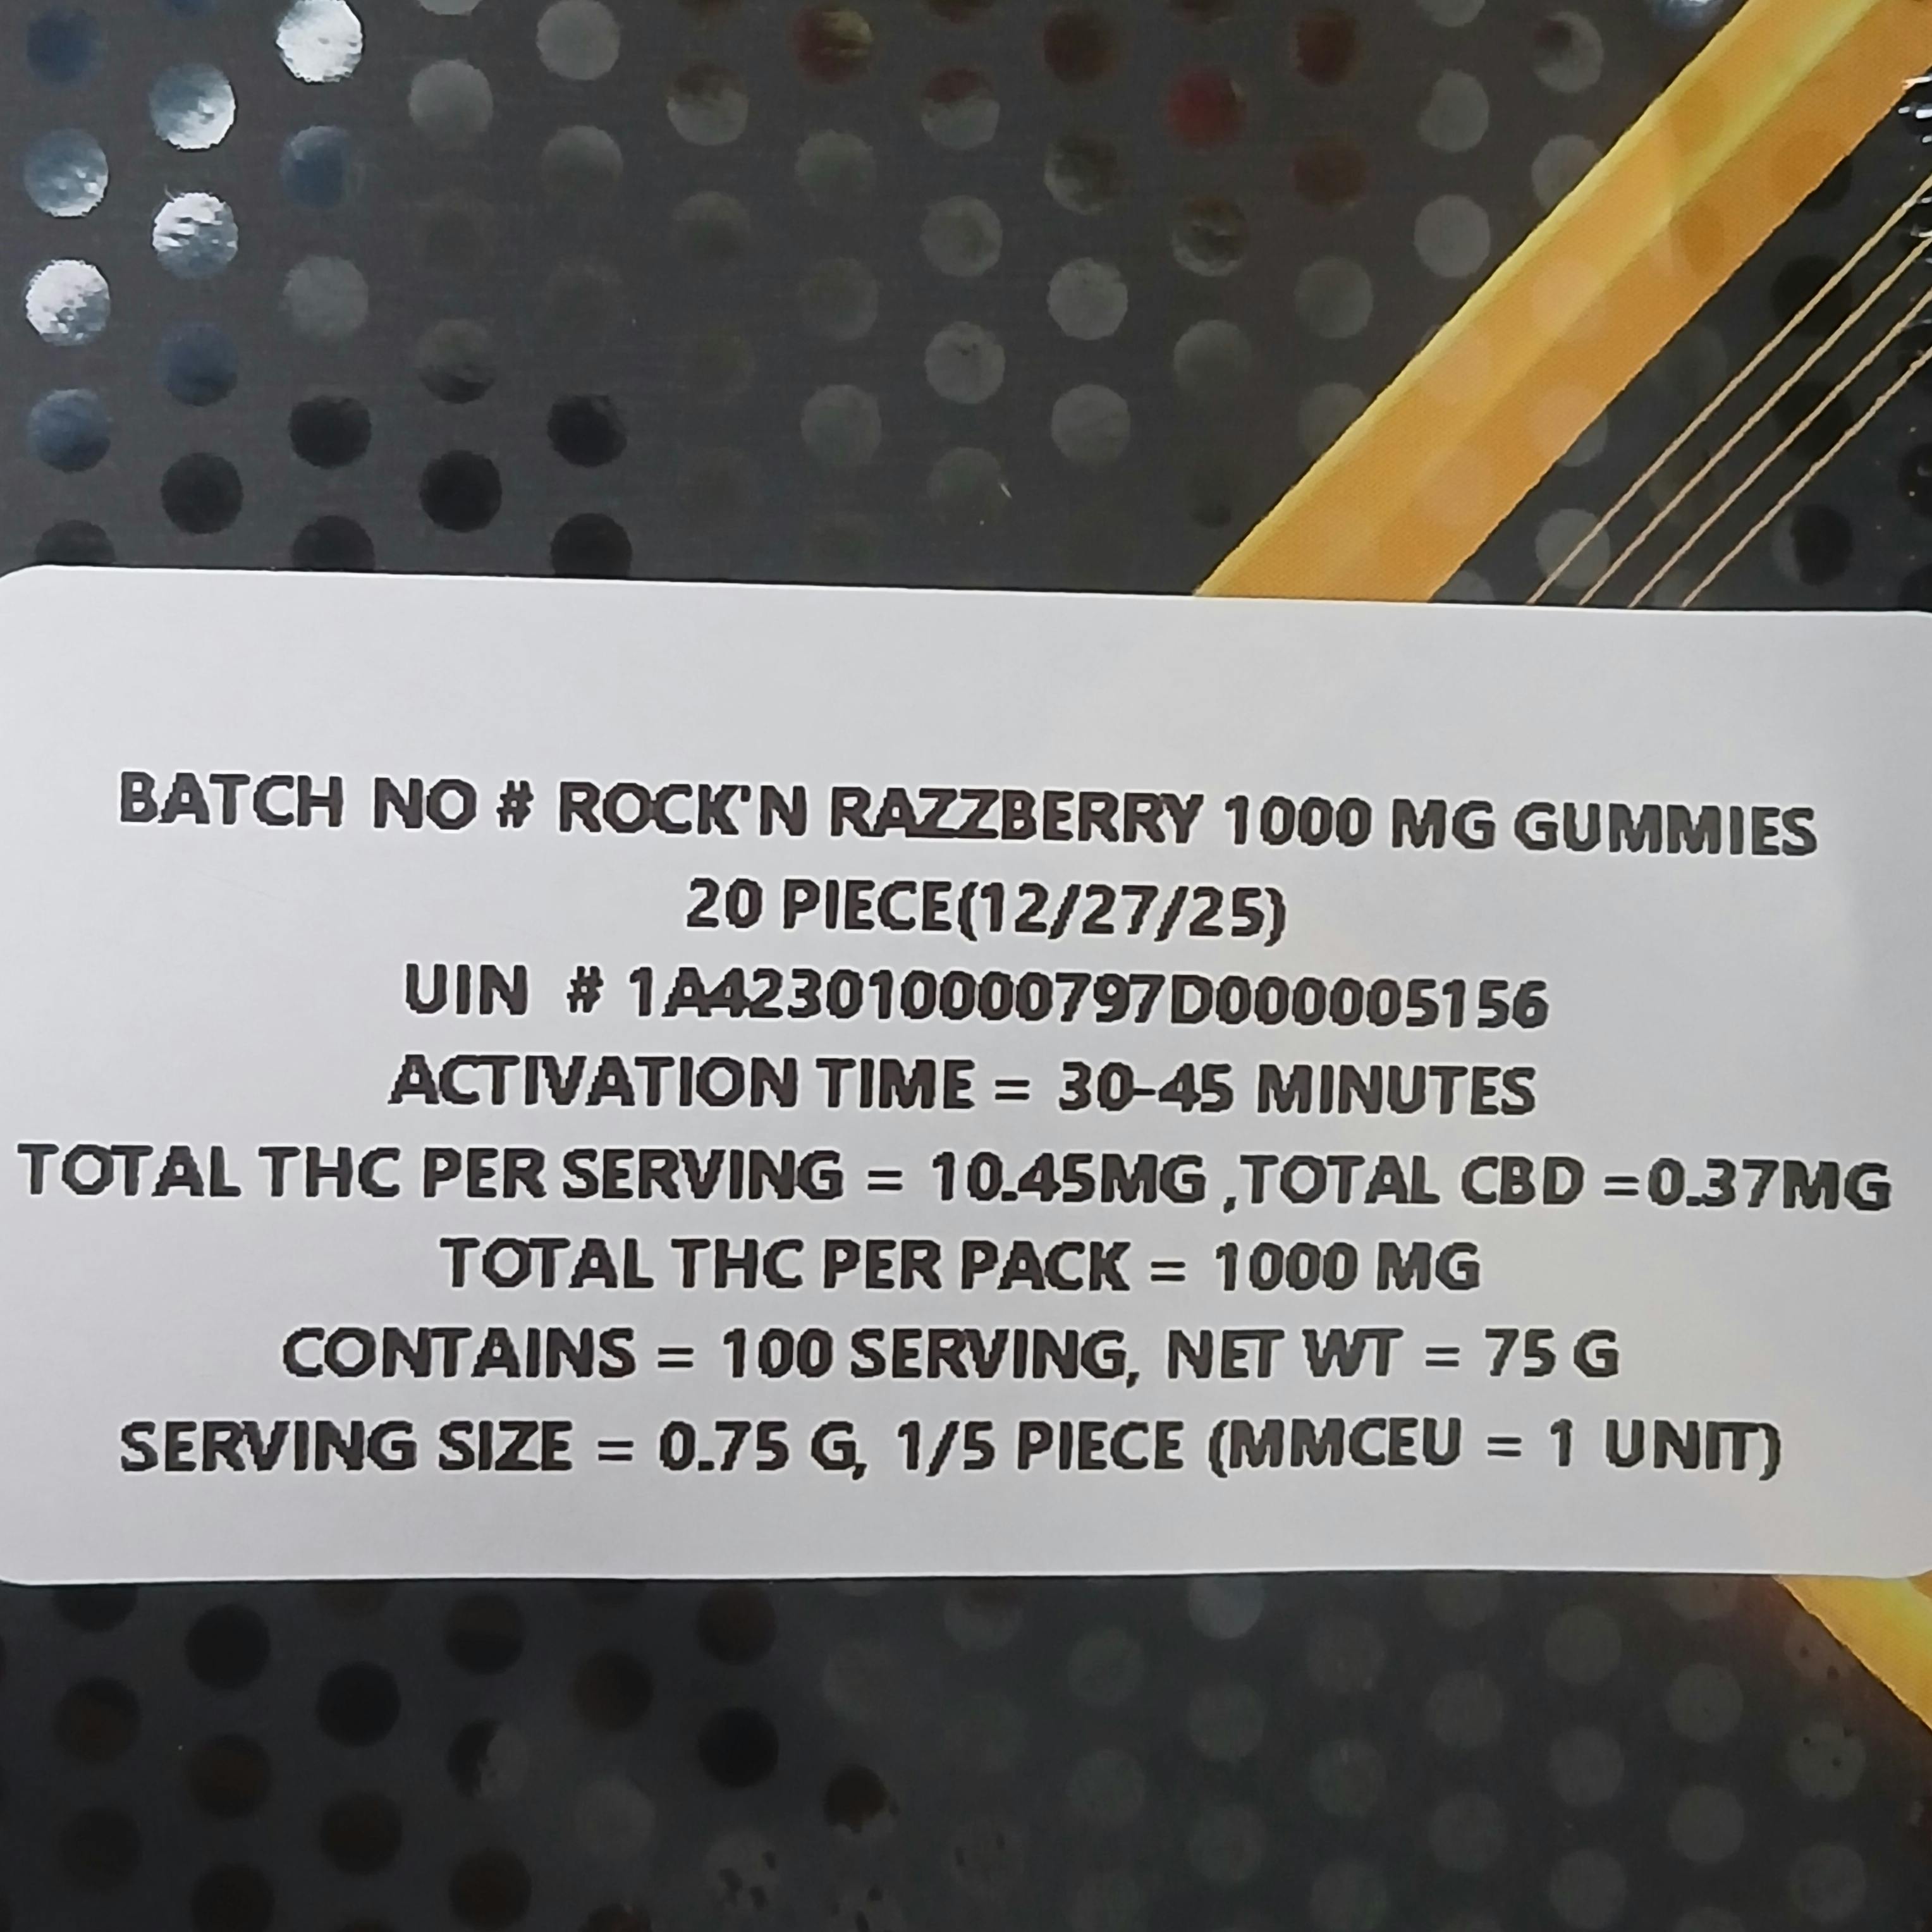 BATCH NO # ROCK'N RAZZBERRY 1000 MG GUMMIES
20 PIECE(12/27/25)
UIN # 1A423010000797D000005156
ACTIVATION TIME = 30-45 MINUTES
TOTAL THC PER SERVING = 10.45MG ,TOTAL CBD =0.37MG
TOTAL THC PER PACK = 1000 MG
CONTAINS = 100 SERVING, NET WT = 75 G
SERVING SIZE = 0.75 G, 1/5 PIECE (MMCEU = 1 UNIT)